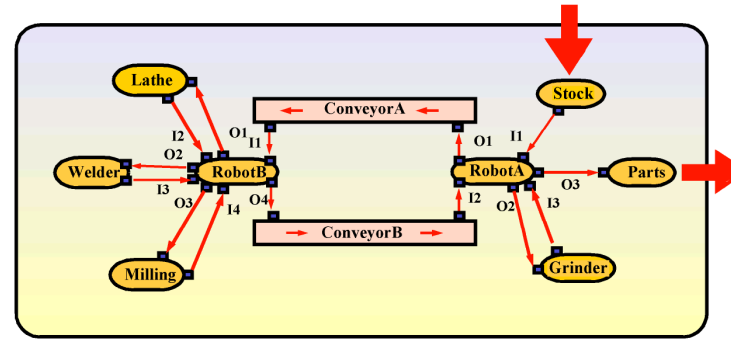 Lathe
ConveyorA
Stock
I2
O1
I1
O1
I1
O2
Welder
RobotB
RobotA
Parts
I3
O3
I4
O4
I2
O2
I3
O3
ConveyorB
Milling
Grinder